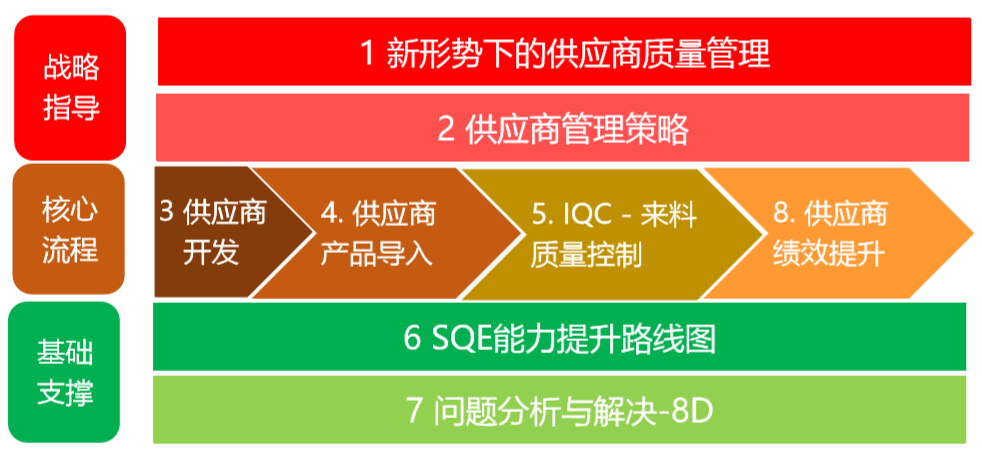 战略
指导
1 新形势下的供应商质量管理
2 供应商管理策略
核心
流程
3 供应商
开发
4. 供应商
产品导入
5. IQC - 来料
质量控制
8. 供应商
绩效提升
基础
支撑
6 SQE能力提升路线图
7 问题分析与解决-8D